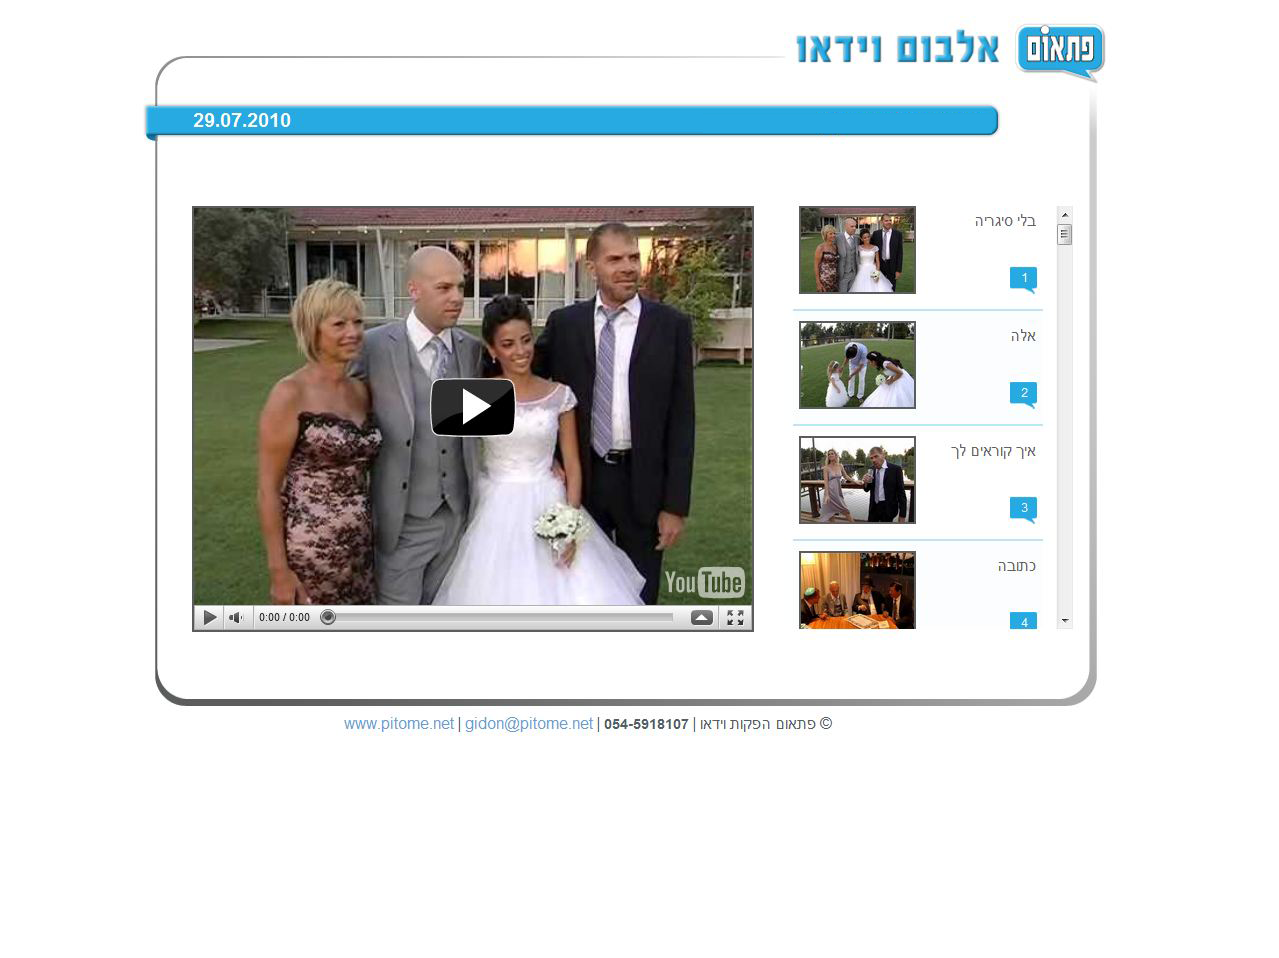 פתאום
אלבום וידאו
29.07.2010
YouTube
0:00 / 0:00
בלי סיגריה
1
אלה
2
איך קוראים לך
3
כתובה
4
© פתאום הפקות וידאו | 054-5918107 | gidon@pitome.net | www.pitome.net